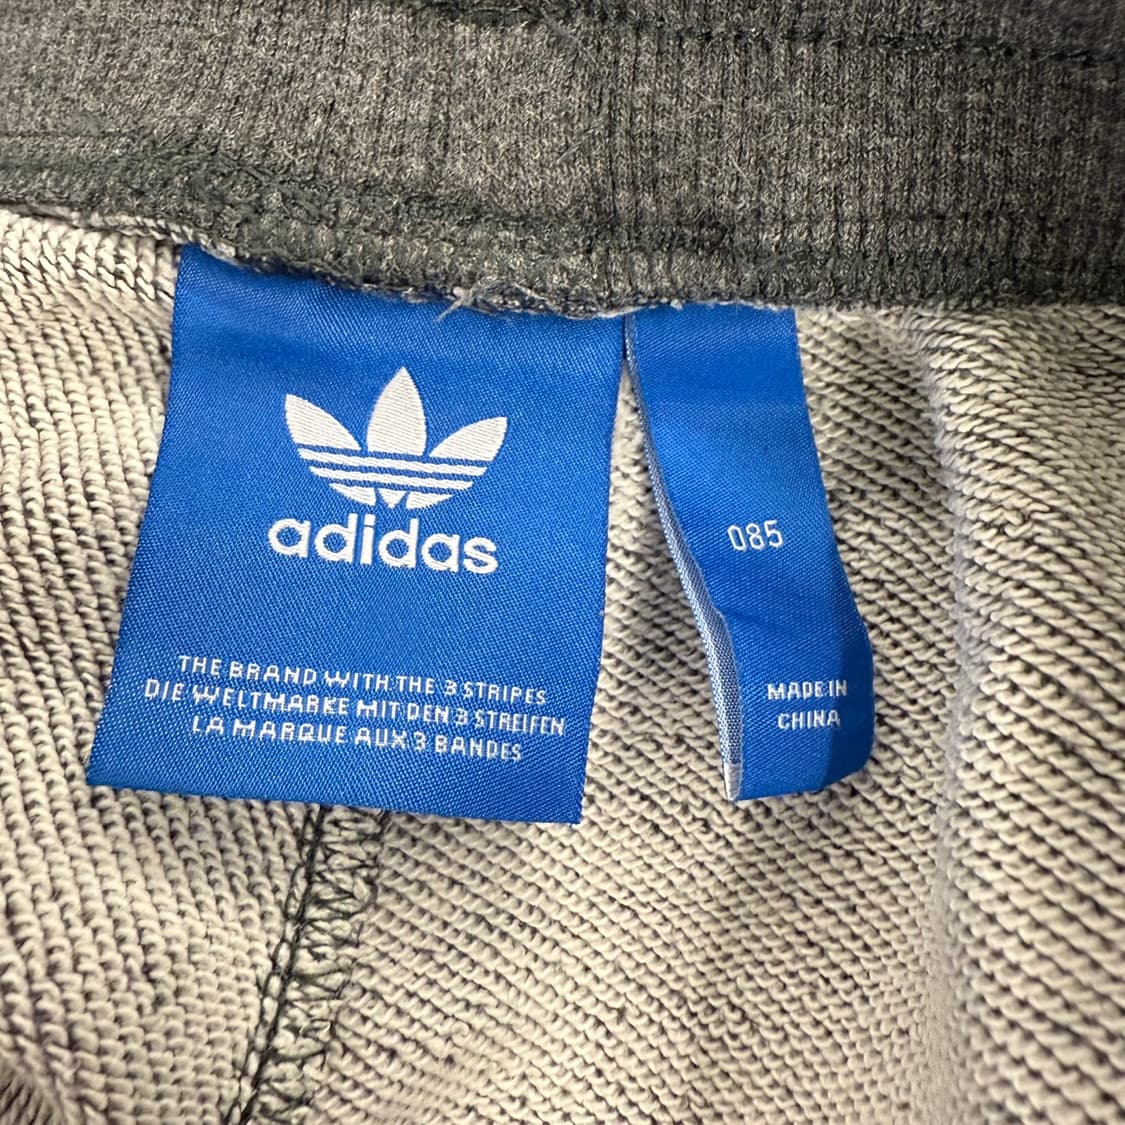 adidas
THE BRAND WITH THE 3 STRIPES
DIE WELTMARKE MIT DEN 3 STREIFEN
LA MARQUE AUX 3 BANDES
085
MADE IN
CHINA